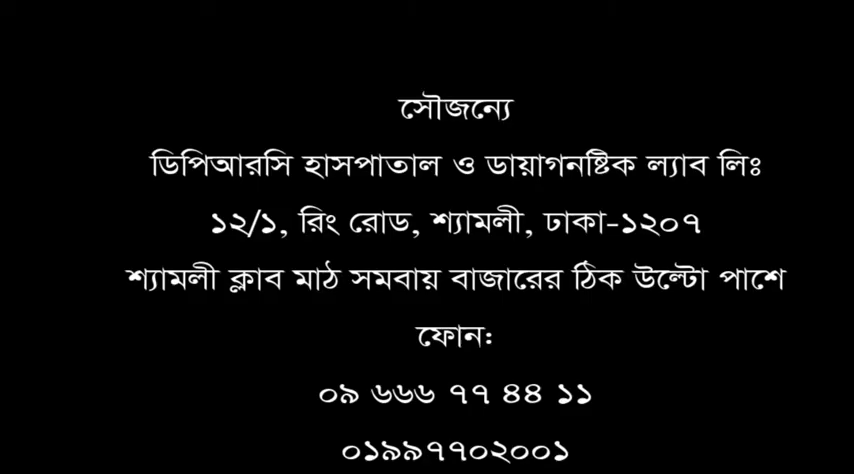 সৌজন্যে
ডিপিআরসি হাসপাতাল ও ডায়াগনষ্টিক ল্যাব লিঃ
১২/১, রিং রোড, শ্যামলী, ঢাকা-১২০৭
শ্যামলী ক্লাব মাঠ সমবায় বাজারের ঠিক উল্টো পাশে
ফোন:
০৯ ৬৬৬ ৭৭ ৪৪ ১১
০১৯৯৭৭০২০০১